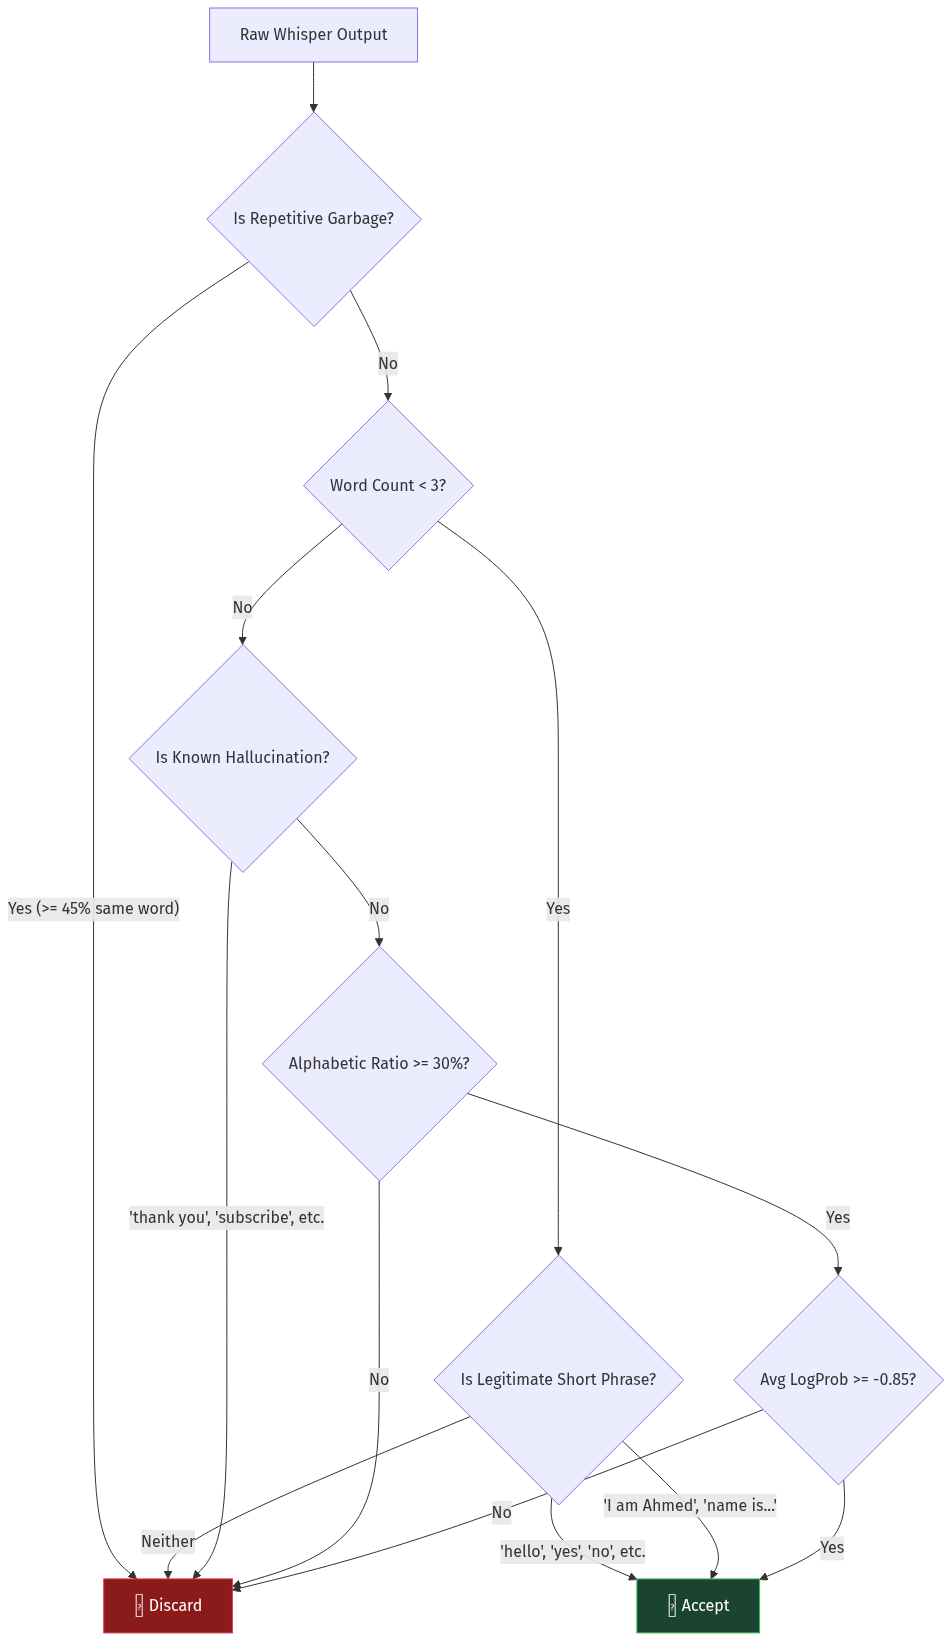 Raw Whisper Output
Is Repetitive Garbage?
No
Word Count < 3?
No
Is Known Hallucination?
Yes (>= 45% same word)
No
Yes
Alphabetic Ratio >= 30%?
'thank you', 'subscribe', etc.
Yes
No
Is Legitimate Short Phrase?
Avg LogProb >= -0.85?
'I am Ahmed', 'name is...'
No
Neither
'hello', 'yes', 'no', etc.
Yes
Discard
Accept